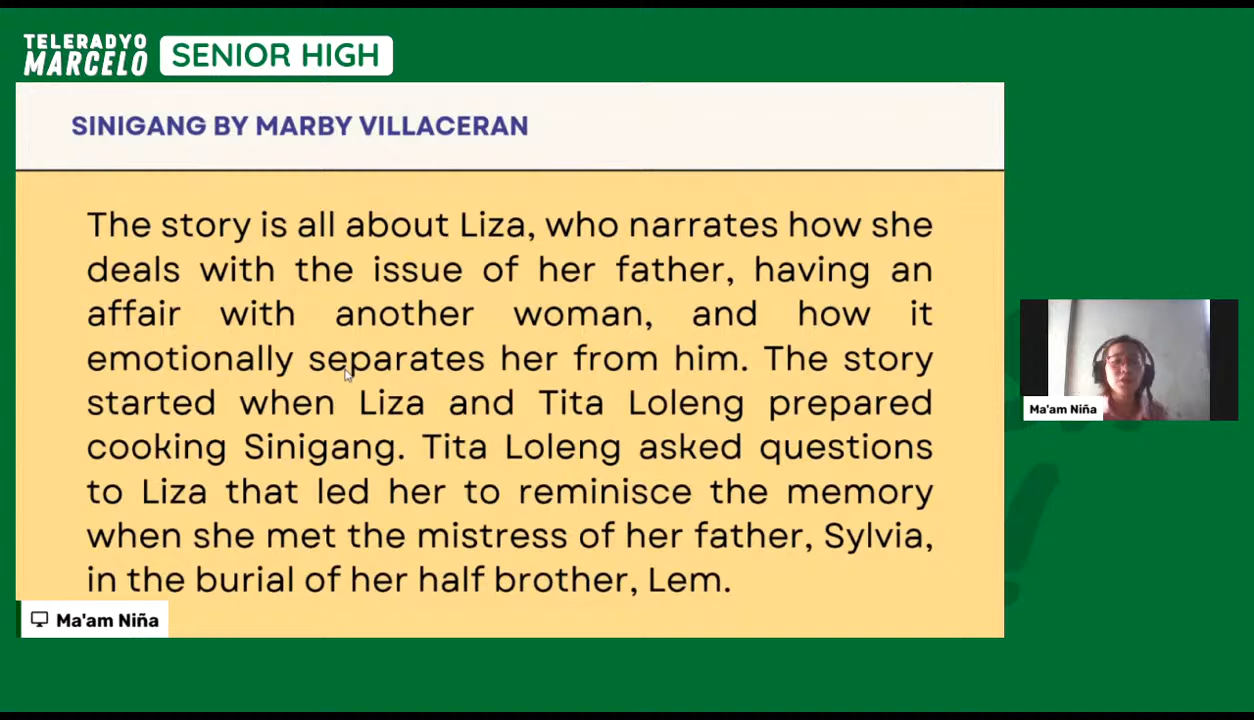 TELERADYO
MARCELO
SENIOR HIGH
SINIGANG BY MARBY VILLACERAN
The story is all about Liza, who narrates how she
deals with the issue of her father, having an
affair with another woman, and how it
emotionally separates her from him. The story
started when Liza and Tita Loleng prepared
cooking Sinigang. Tita Loleng asked questions
to Liza that led her to reminisce the memory
when she met the mistress of her father, Sylvia,
in the burial of her half brother, Lem.
Ma'am Niña
Ma'am Niña